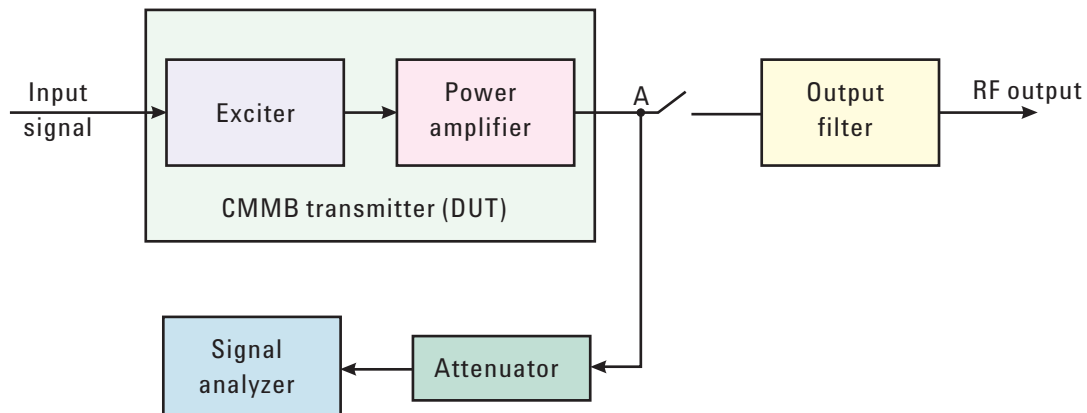 Input
signal
Exciter
Power
amplifier
A
Output
filter
RF output
CMMB transmitter (DUT)
Signal
analyzer
Attenuator